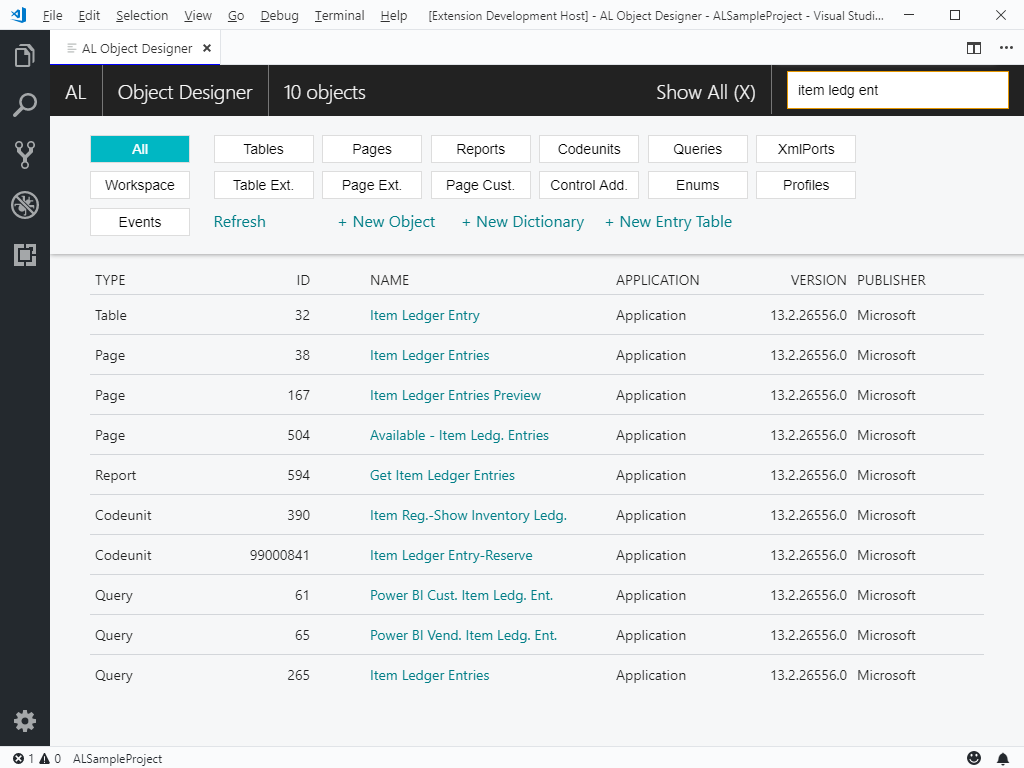 File Edit Selection View Go Debug Terminal Help [Extension Development Host] - AL Object Designer - ALSampleProject - Visual Studi...
AL Object Designer
AL Object Designer 10 objects Show All (X) item ledg ent
All Tables Pages Reports Codeunits Queries XmlPorts
Workspace Table Ext. Page Ext. Page Cust. Control Add. Enums Profiles
Events Refresh + New Object + New Dictionary + New Entry Table
TYPE ID NAME APPLICATION VERSION PUBLISHER
Table 32 Item Ledger Entry Application 13.2.26556.0 Microsoft
Page 38 Item Ledger Entries Application 13.2.26556.0 Microsoft
Page 167 Item Ledger Entries Preview Application 13.2.26556.0 Microsoft
Page 504 Available - Item Ledg. Entries Application 13.2.26556.0 Microsoft
Report 594 Get Item Ledger Entries Application 13.2.26556.0 Microsoft
Codeunit 390 Item Reg.-Show Inventory Ledg. Application 13.2.26556.0 Microsoft
Codeunit 99000841 Item Ledger Entry-Reserve Application 13.2.26556.0 Microsoft
Query 61 Power BI Cust. Item Ledg. Ent. Application 13.2.26556.0 Microsoft
Query 65 Power BI Vend. Item Ledg. Ent. Application 13.2.26556.0 Microsoft
Query 265 Item Ledger Entries Application 13.2.26556.0 Microsoft
1 0 ALSampleProject